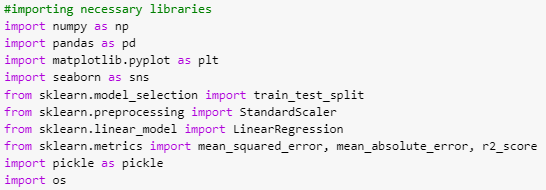 #importing necessary libraries
import numpy as np
import pandas as pd
import matplotlib.pyplot as plt
import seaborn as sns
from sklearn.model_selection import train_test_split
from sklearn.preprocessing import StandardScaler
from sklearn.linear_model import LinearRegression
from sklearn.metrics import mean_squared_error, mean_absolute_error, r2_score
import pickle as pickle
import os